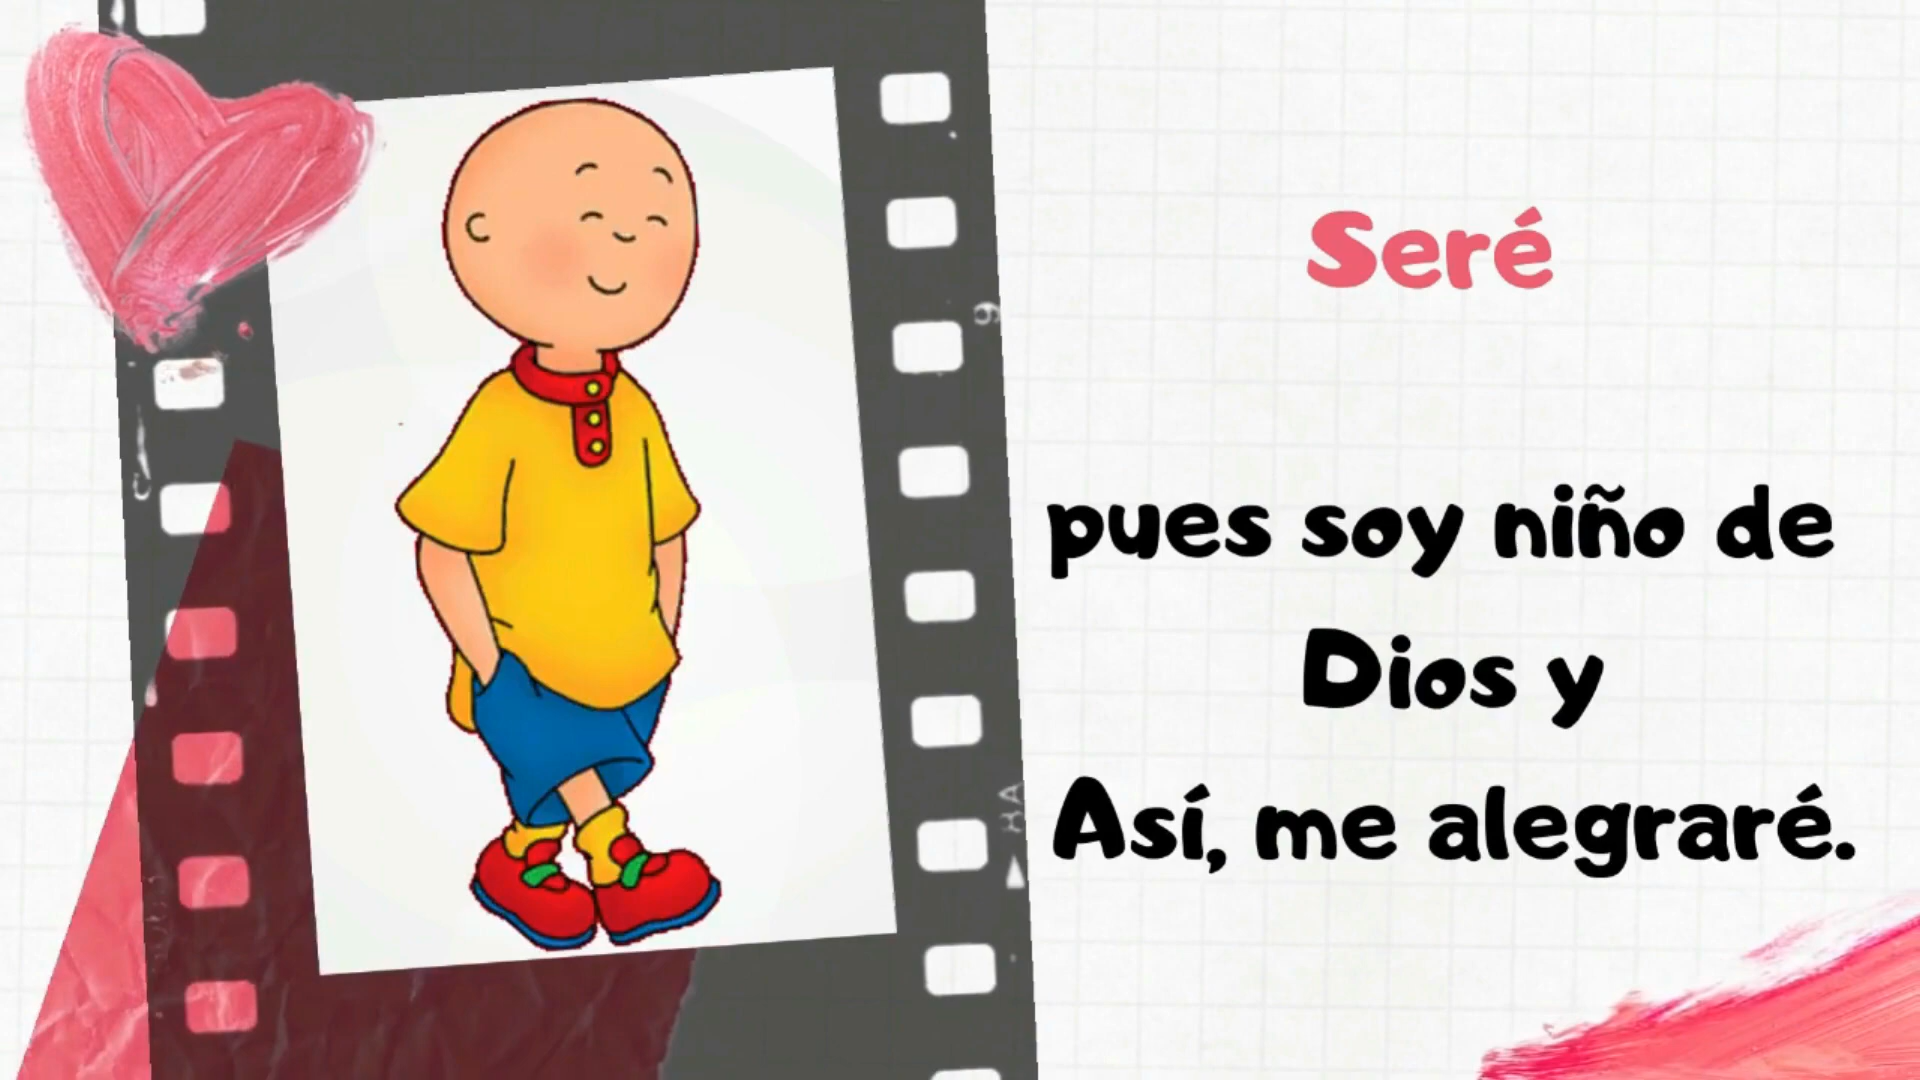 Seré
pues soy niño de
Dios y
Así, me alegraré.